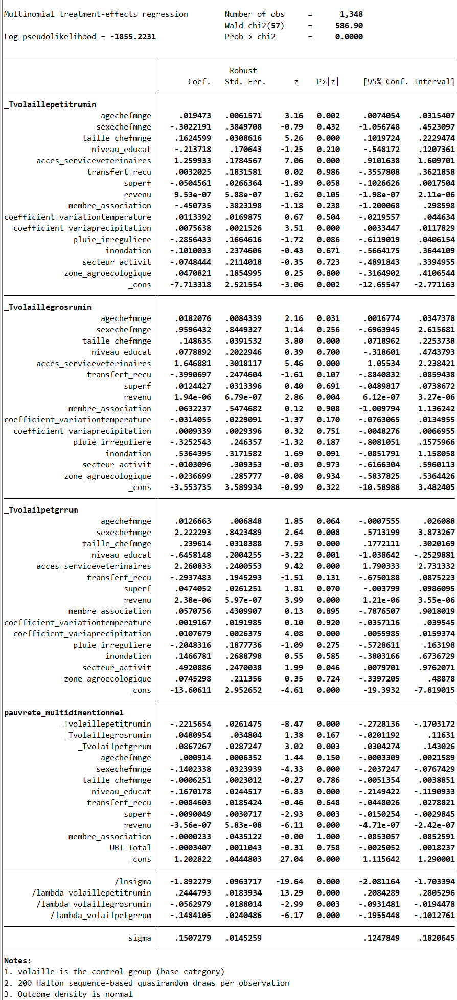 Multinomial treatment-effects regression Number of obs = 1,348
Wald chi2(57) = 586.90
Log pseudolikelihood = -1855.2231 Prob > chi2 = 0.0000
Robust
Coef. Std. Err. z P>|z| [95% Conf. Interval]
_Tvolaillepetitrumin
agechefmnge .019473 .0061571 3.16 0.002 .0074054 .0315407
sexechefmnge -.3022191 .3849708 -0.79 0.432 -1.056748 .4523097
taille_chefmnge .1624599 .0308616 5.26 0.000 .1019724 .2229474
niveau_educat -.213718 .170643 -1.25 0.210 -.548172 .1207361
acces_serviceveterinaires 1.259933 .1784567 7.06 0.000 .9101638 1.609701
transfert_recu .0032025 .1831581 0.02 0.986 -.3557808 .3621858
superf -.0504561 .0266364 -1.89 0.058 -.1026626 .0017504
revenu 9.53e-07 5.88e-07 1.62 0.105 -1.98e-07 2.11e-06
membre_association -.450735 .3823198 -1.18 0.238 -1.200068 .298598
coefficient_variationtemperature .0113392 .0169875 0.67 0.504 -.0219557 .044634
coefficient_variaprecipitation .0075638 .0021526 3.51 0.000 .0033447 .0117829
pluie_irreguliere -.2856433 .1664616 -1.72 0.086 -.6119019 .0406154
inondation -.1010033 .2374606 -0.43 0.671 -.5664175 .3644109
secteur_activit -.0748444 .2114018 -0.35 0.723 -.4891843 .3394955
zone_agroecologique .0470821 .1854995 0.25 0.800 -.3164902 .4106544
_cons -7.713318 2.521554 -3.06 0.002 -12.65547 -2.771163
_Tvolaillegrosrumin
agechefmnge .0182076 .0084339 2.16 0.031 .0016774 .0347378
sexechefmnge .9596432 .8449327 1.14 0.256 -.6963945 2.615681
taille_chefmnge .148635 .0391532 3.80 0.000 .0718962 .2253738
niveau_educat .0778892 .2022946 0.39 0.700 -.318601 .4743793
acces_serviceveterinaires 1.646881 .3018117 5.46 0.000 1.05534 2.238421
transfert_recu -.3990697 .2474604 -1.61 0.107 -.8840832 .0859438
superf .0124427 .0313396 0.40 0.691 -.0489817 .0738672
revenu 1.94e-06 6.79e-07 2.86 0.004 6.12e-07 3.27e-06
membre_association .0632237 .5474682 0.12 0.908 -1.009794 1.136242
coefficient_variationtemperature -.0314055 .0229091 -1.37 0.170 -.0763065 .0134955
coefficient_variaprecipitation .0009339 .0029396 0.32 0.751 -.0048276 .0066955
pluie_irreguliere -.3252543 .246357 -1.32 0.187 -.8081051 .1575966
inondation .5364395 .3171582 1.69 0.091 -.0851791 1.158058
secteur_activit -.0103096 .309353 -0.03 0.973 -.6166304 .5960113
zone_agroecologique -.0236699 .285777 -0.08 0.934 -.5837825 .5364426
_cons -3.553735 3.589934 -0.99 0.322 -10.58988 3.482405
_Tvolailpetgrrum
agechefmnge .0126663 .006848 1.85 0.064 -.0007555 .026088
sexechefmnge 2.222293 .8423489 2.64 0.008 .5713199 3.873267
taille_chefmnge .239614 .0318388 7.53 0.000 .1772111 .3020169
niveau_educat -.6458148 .2004255 -3.22 0.001 -1.038642 -.2529881
acces_serviceveterinaires 2.260833 .2400553 9.42 0.000 1.790333 2.731332
transfert_recu -.2937483 .1945293 -1.51 0.131 -.6750188 .0875223
superf .0474052 .0261251 1.81 0.070 -.003799 .0986095
revenu 2.38e-06 5.97e-07 3.99 0.000 1.21e-06 3.55e-06
membre_association .0570756 .4309907 0.13 0.895 -.7876507 .9018019
coefficient_variationtemperature .0019167 .0191985 0.10 0.920 -.0357116 .039545
coefficient_variaprecipitation .0107679 .0026375 4.08 0.000 .0055985 .0159374
pluie_irreguliere -.2048316 .1877736 -1.09 0.275 -.5728611 .163198
inondation .1466781 .2688798 0.55 0.585 -.3803166 .6736729
secteur_activit .4920886 .2470038 1.99 0.046 .0079701 .9762071
zone_agroecologique .0745298 .211356 0.35 0.724 -.3397205 .48878
_cons -13.60611 2.952652 -4.61 0.000 -19.3932 -7.819015
pauvrete_multidimentionnel
_Tvolaillepetitrumin -.2215654 .0261475 -8.47 0.000 -.2728136 -.1703172
_Tvolaillegrosrumin .0480954 .034804 1.38 0.167 -.0201192 .11631
_Tvolailpetgrrum .0867267 .0287247 3.02 0.003 .0304274 .143026
agechefmnge .000914 .0006352 1.44 0.150 -.0003309 .0021589
sexechefmnge -.1402338 .0323939 -4.33 0.000 -.2037247 -.0767429
taille_chefmnge -.0006251 .0023012 -0.27 0.786 -.0051354 .0038851
niveau_educat -.1670178 .0244517 -6.83 0.000 -.2149422 -.1190933
transfert_recu -.0084603 .0185424 -0.46 0.648 -.0448026 .0278821
superf -.0090049 .0030717 -2.93 0.003 -.0150254 -.0029845
revenu -3.56e-07 5.83e-08 -6.11 0.000 -4.71e-07 -2.42e-07
membre_association -.0000233 .0435122 -0.00 1.000 -.0853057 .0852591
UBT_Total -.0003407 .0011043 -0.31 0.758 -.0025052 .0018237
_cons 1.202822 .0444803 27.04 0.000 1.115642 1.290001
/lnsigma -1.892279 .0963717 -19.64 0.000 -2.081164 -1.703394
/lambda_volaillepetitrumin .2444793 .0183934 13.29 0.000 .2084289 .2805296
/lambda_volaillegrosrumin -.0562979 .0188014 -2.99 0.003 -.0931481 -.0194478
/lambda_volailpetgrrum -.1484105 .0240486 -6.17 0.000 -.1955448 -.1012761
sigma .1507279 .0145259 .1247849 .1820645
Notes:
1. volaille is the control group (base category)
2. 200 Halton sequence-based quasirandom draws per observation
3. Outcome density is normal